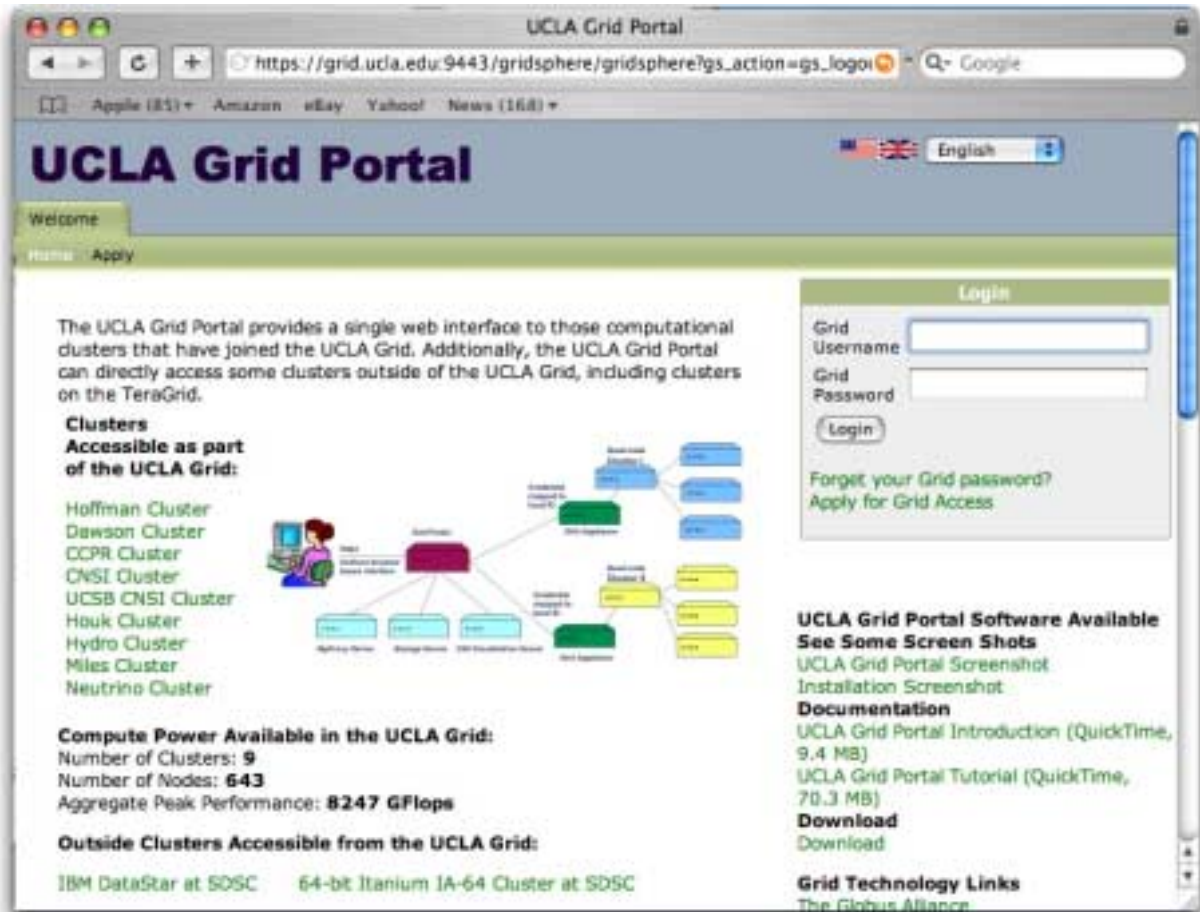 UCLA Grid Portal
https://grid.ucla.edu:9443/gridsphere/gridsphere?gs_action=gs_logo
Google
Apple (85)
Amazon
eBay
Yahoo!
News (168)
UCLA Grid Portal
English
Welcome
Home
Apply
The UCLA Grid Portal provides a single web interface to those computational
clusters that have joined the UCLA Grid. Additionally, the UCLA Grid Portal
can directly access some clusters outside of the UCLA Grid, including clusters
on the TeraGrid.
Clusters
Accessible as part
of the UCLA Grid:
Hoffman Cluster
Dawson Cluster
CCPR Cluster
CNSI Cluster
UCSB CNSI Cluster
Houk Cluster
Hydro Cluster
Miles Cluster
Neutrino Cluster
Compute Power Available in the UCLA Grid:
Number of Clusters: 9
Number of Nodes: 643
Aggregate Peak Performance: 8247 GFlops
Outside Clusters Accessible from the UCLA Grid:
IBM DataStar at SDSC
64-bit Itanium IA-64 Cluster at SDSC
Login
Grid
Username
Grid
Password
Login
Forget your Grid password?
Apply for Grid Access
UCLA Grid Portal Software Available
See Some Screen Shots
UCLA Grid Portal Screenshot
Installation Screenshot
Documentation
UCLA Grid Portal Introduction (QuickTime,
9.4 MB)
UCLA Grid Portal Tutorial (QuickTime,
70.3 MB)
Download
Download
Grid Technology Links
The Globus Alliance